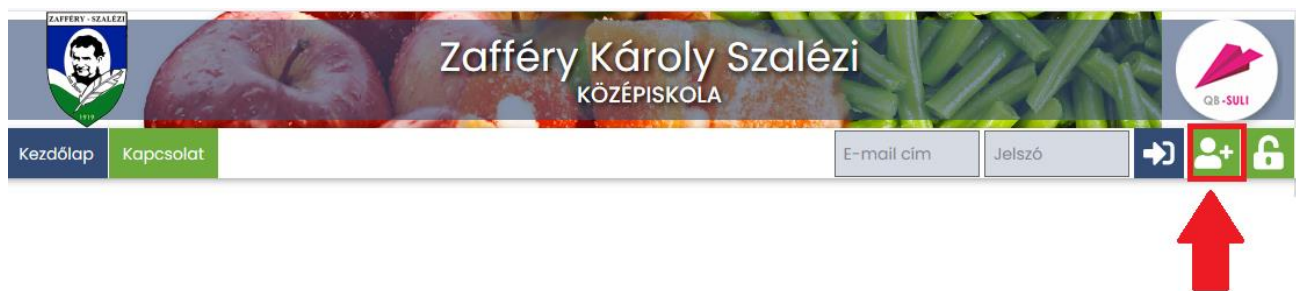 ZAFFÉRY - SZALÉZI
1919
Zafféry Károly Szalézi
KÖZÉPISKOLA
QB-SULI
Kezdőlap
Kapcsolat
E-mail cím
Jelszó